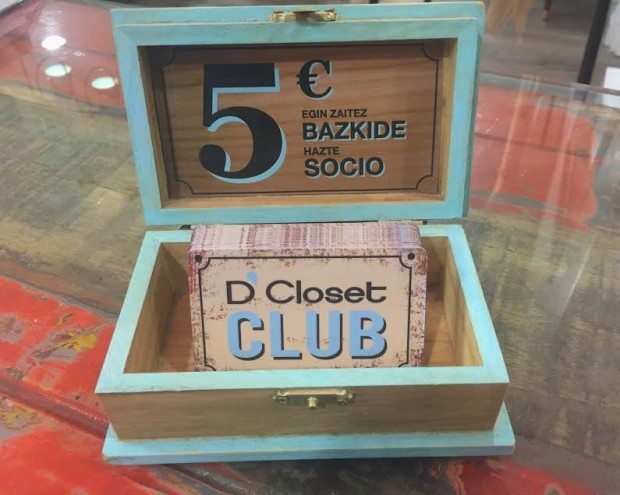 5 €
EGIN ZAITEZ
BAZKIDE
HAZTE
SOCIO
D'Closet
CLUB